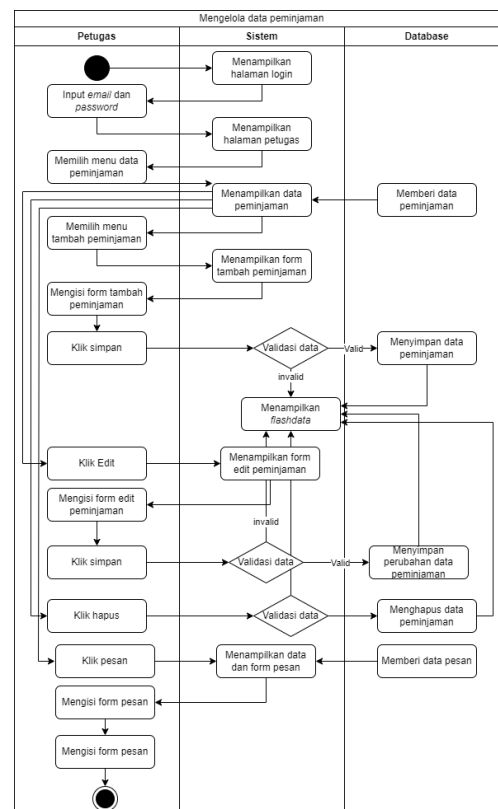 Mengelola data peminjaman
Petugas
Sistem
Database
Menampilkan
halaman login
Input email dan
password
Menampilkan
halaman petugas
Memilih menu data
peminjaman
Menampilkan data
peminjaman
Memberi data
peminjaman
Memilih menu
tambah peminjaman
Menampilkan form
tambah peminjaman
Mengisi form tambah
peminjaman
Klik simpan
Validasi data
Valid
Menyimpan data
peminjaman
invalid
Menampilkan
flashdata
Klik Edit
Menampilkan form
edit peminjaman
Mengisi form edit
peminjaman
invalid
Klik simpan
Validasi data
Valid
Menyimpan
perubahan data
peminjaman
Klik hapus
Validasi data
Menghapus data
peminjaman
Klik pesan
Menampilkan data
dan form pesan
Memberi data pesan
Mengisi form pesan
Mengisi form pesan